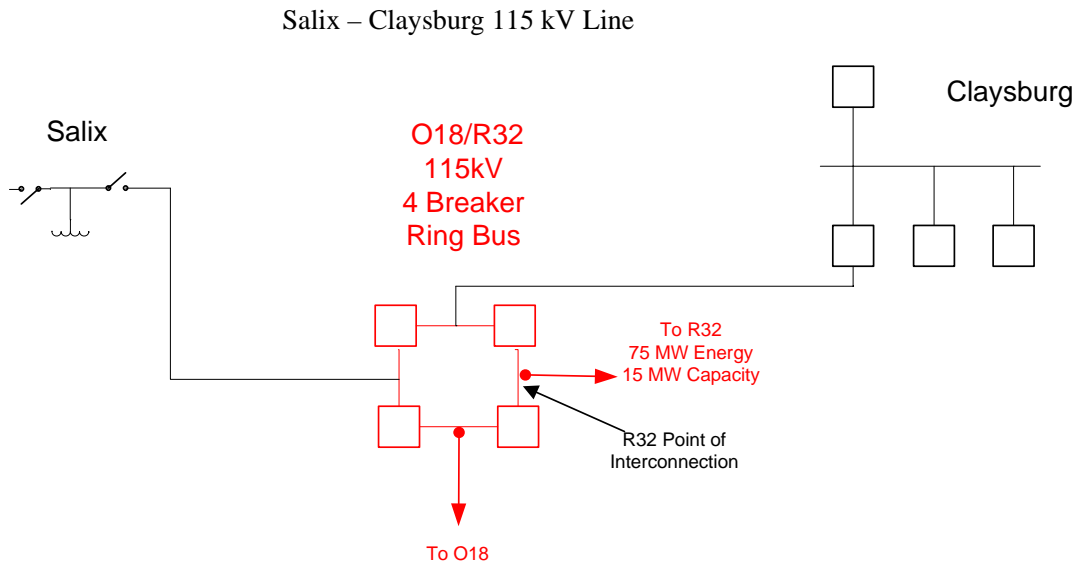 Salix – Claysburg 115 kV Line
Claysburg
Salix
O18/R32
115kV
4 Breaker
Ring Bus
To R32
75 MW Energy
15 MW Capacity
R32 Point of
Interconnection
To O18